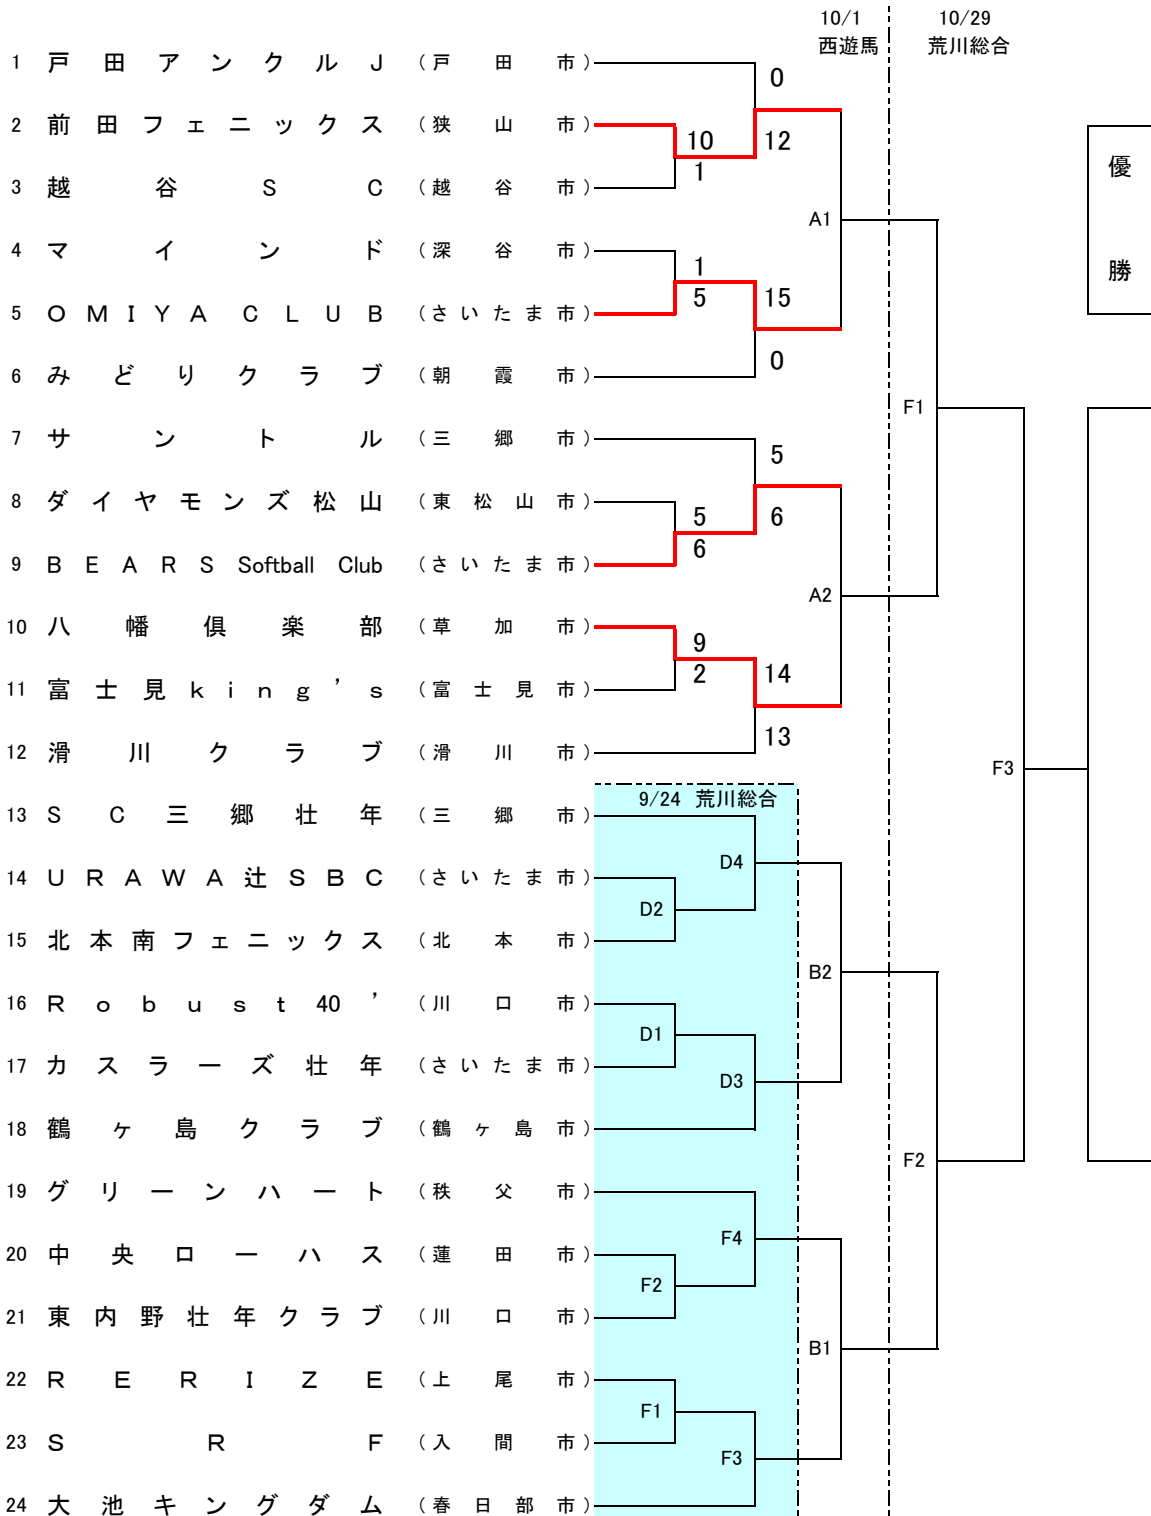 10/1 10/29
西遊馬 荒川総合
1 戸田アンクルJ (戸田市)
0
2 前田フェニックス (狭山市)
10 12
1
3 越谷SC (越谷市)
優
A1
4 マインド (深谷市)
1
勝
5 15
5 OMIYA CLUB (さいたま市)
0
6 みどりクラブ (朝霞市)
F1
7 サントル (三郷市)
5
8 ダイヤモンズ松山 (東松山市)
5 6
6
9 BEARS Softball Club (さいたま市)
A2
10 八幡倶楽部 (草加市)
9
2 14
11 富士見king's (富士見市)
13
12 滑川クラブ (滑川市)
F3
9/24 荒川総合
13 SC三郷壮年 (三郷市)
D4
14 URAWA辻SBC (さいたま市)
D2
15 北本南フェニックス (北本市)
B2
16 Robust40' (川口市)
D1
17 カスラーズ壮年 (さいたま市)
D3
18 鶴ヶ島クラブ (鶴ヶ島市)
F2
19 グリーンハート (秩父市)
F4
20 中央ローハス (蓮田市)
F2
21 東内野壮年クラブ (川口市)
B1
22 RERIZE (上尾市)
F1
23 SRF (入間市)
F3
24 大池キングダム (春日部市)